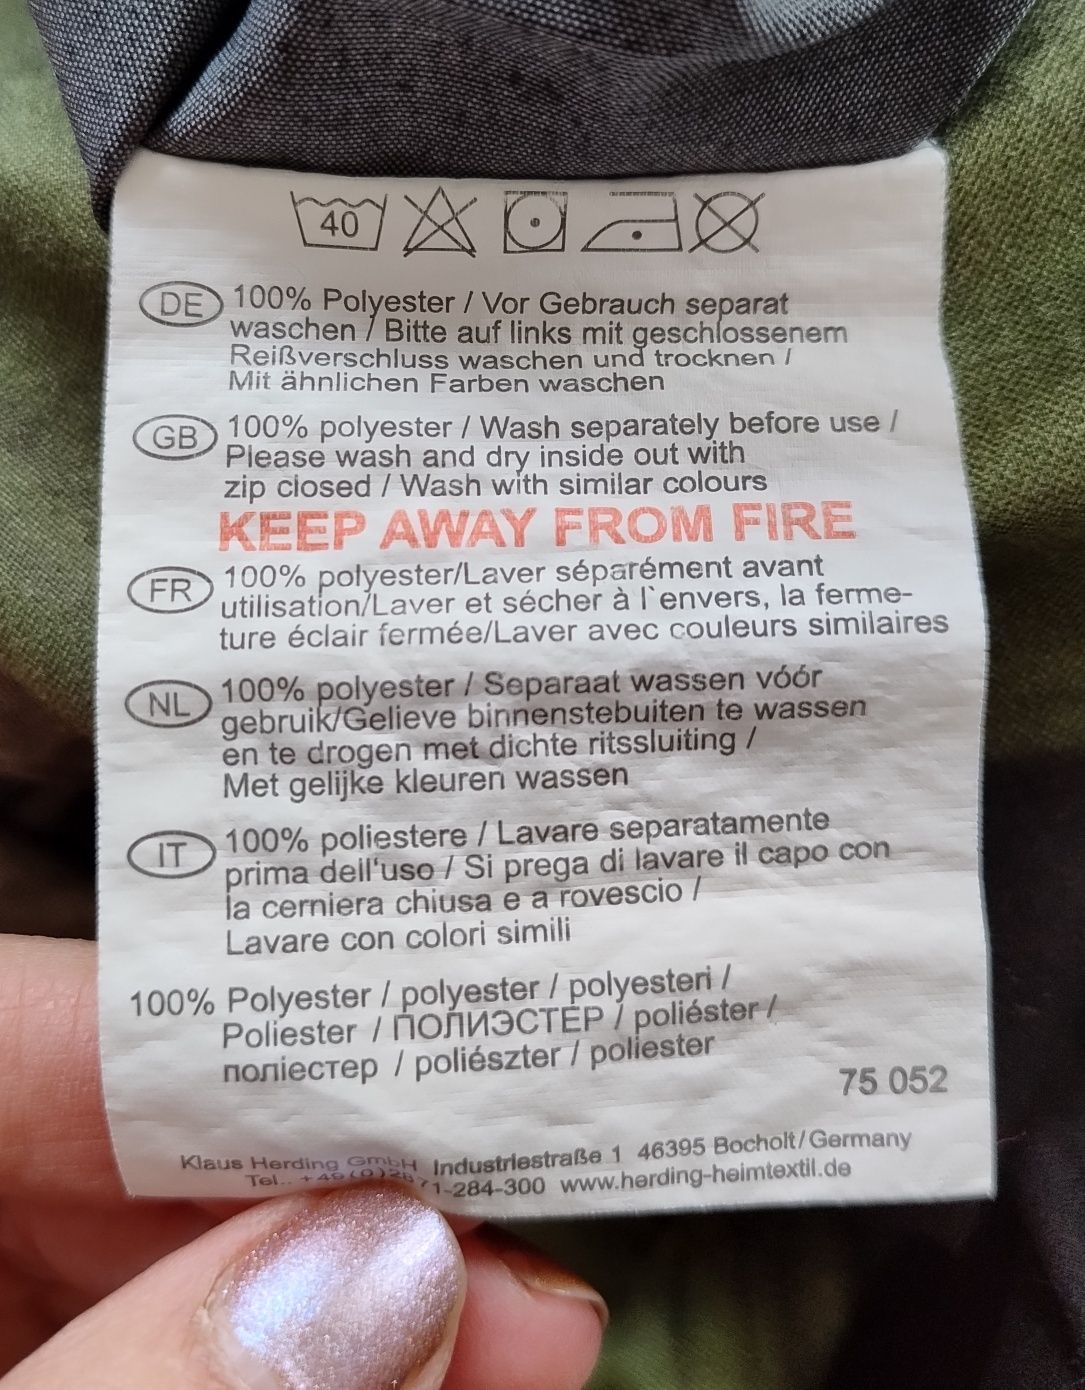 40
DE 100% Polyester / Vor Gebrauch separat
waschen / Bitte auf links mit geschlossenem
Reißverschluss waschen und trocknen /
Mit ähnlichen Farben waschen
GB 100% polyester / Wash separately before use /
Please wash and dry inside out with
zip closed / Wash with similar colours
KEEP AWAY FROM FIRE
FR 100% polyester/Laver séparément avant
utilisation/Laver et sécher à l`envers, la ferme-
ture éclair fermée/Laver avec couleurs similaires
NL 100% polyester / Separaat wassen vóór
gebruik/Gelieve binnenstebuiten te wassen
en te drogen met dichte ritssluiting /
Met gelijke kleuren wassen
IT 100% poliestere / Lavare separatamente
prima dell'uso / Si prega di lavare il capo con
la cerniera chiusa e a rovescio /
Lavare con colori simili
100% Polyester / polyester / polyesteri /
Poliester / ПОЛИЭСТЕР / poliéster /
поліестер / poliészter / poliester
75 052
Klaus Herding GmbH Industriestraße 1 46395 Bocholt/Germany
Tel.: +49(0)2871-284-300 www.herding-heimtextil.de